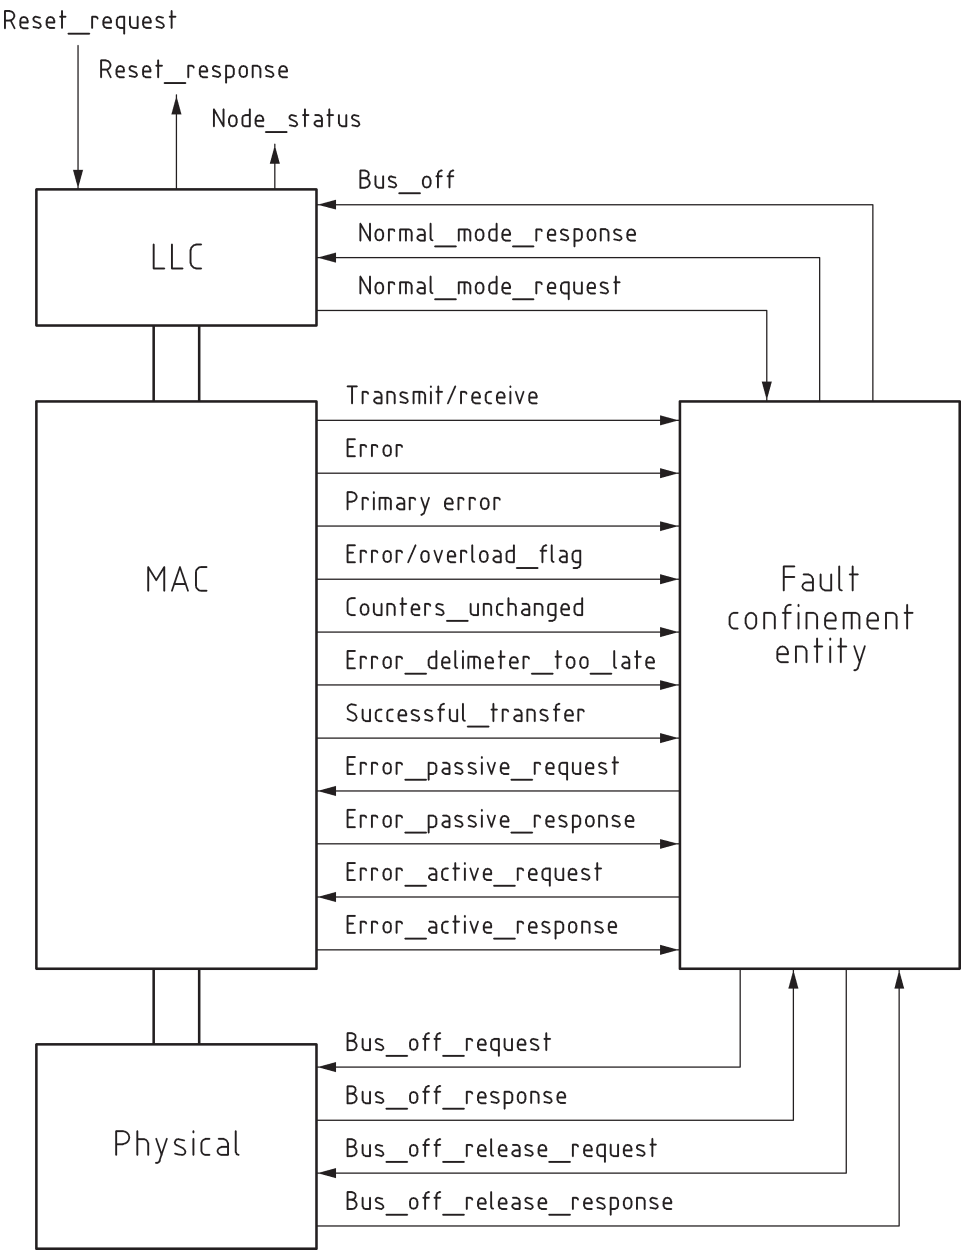 Reset_request
Reset_response
Node_status
Bus_off
Normal_mode_response
Normal_mode_request
LLC
Transmit/receive
Error
Primary error
Error/overload_flag
Counters_unchanged
Error_delimeter_too_late
Successful_transfer
Error_passive_request
Error_passive_response
Error_active_request
Error_active_response
MAC
Fault
confinement
entity
Bus_off_request
Bus_off_response
Bus_off_release_request
Bus_off_release_response
Physical